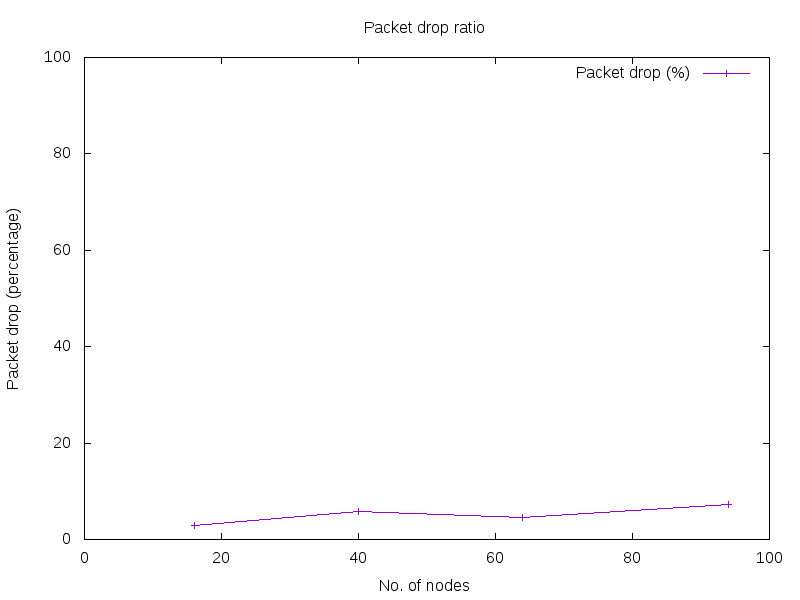 Packet drop ratio
Packet drop (%)
100
80
60
40
20
0
Packet drop (percentage)
0 20 40 60 80 100
No. of nodes